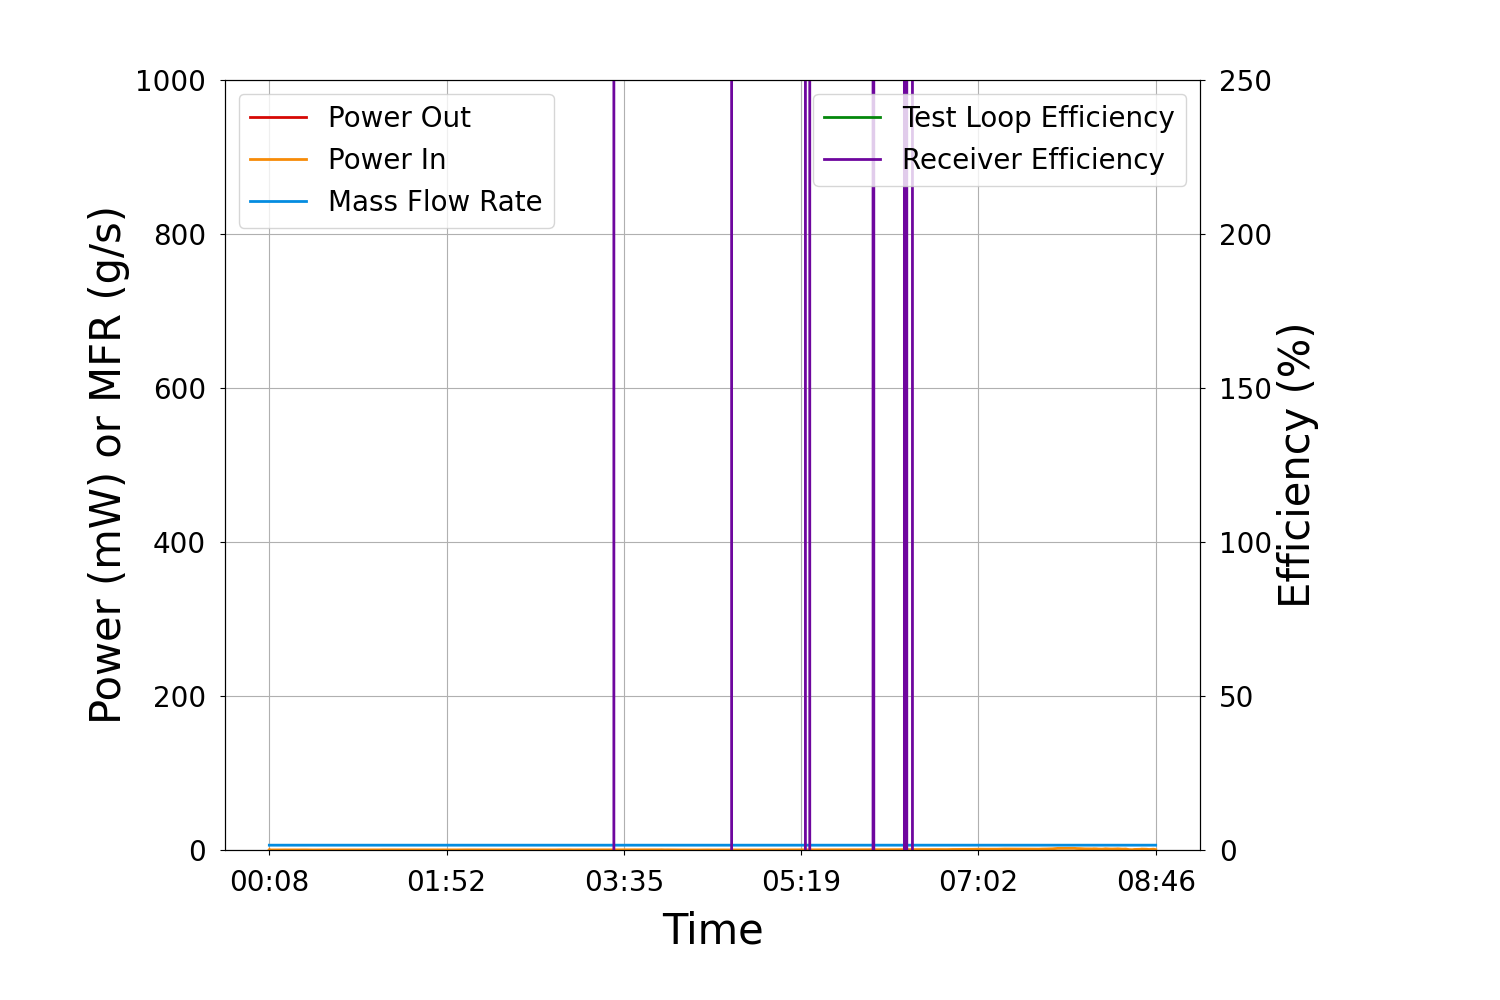 1000
800
600
400
200
0
Power (mW) or MFR (g/s)
Power Out
Power In
Mass Flow Rate
Test Loop Efficiency
Receiver Efficiency
250
200
150
100
50
0
Efficiency (%)
00:08 01:52 03:35 05:19 07:02 08:46
Time